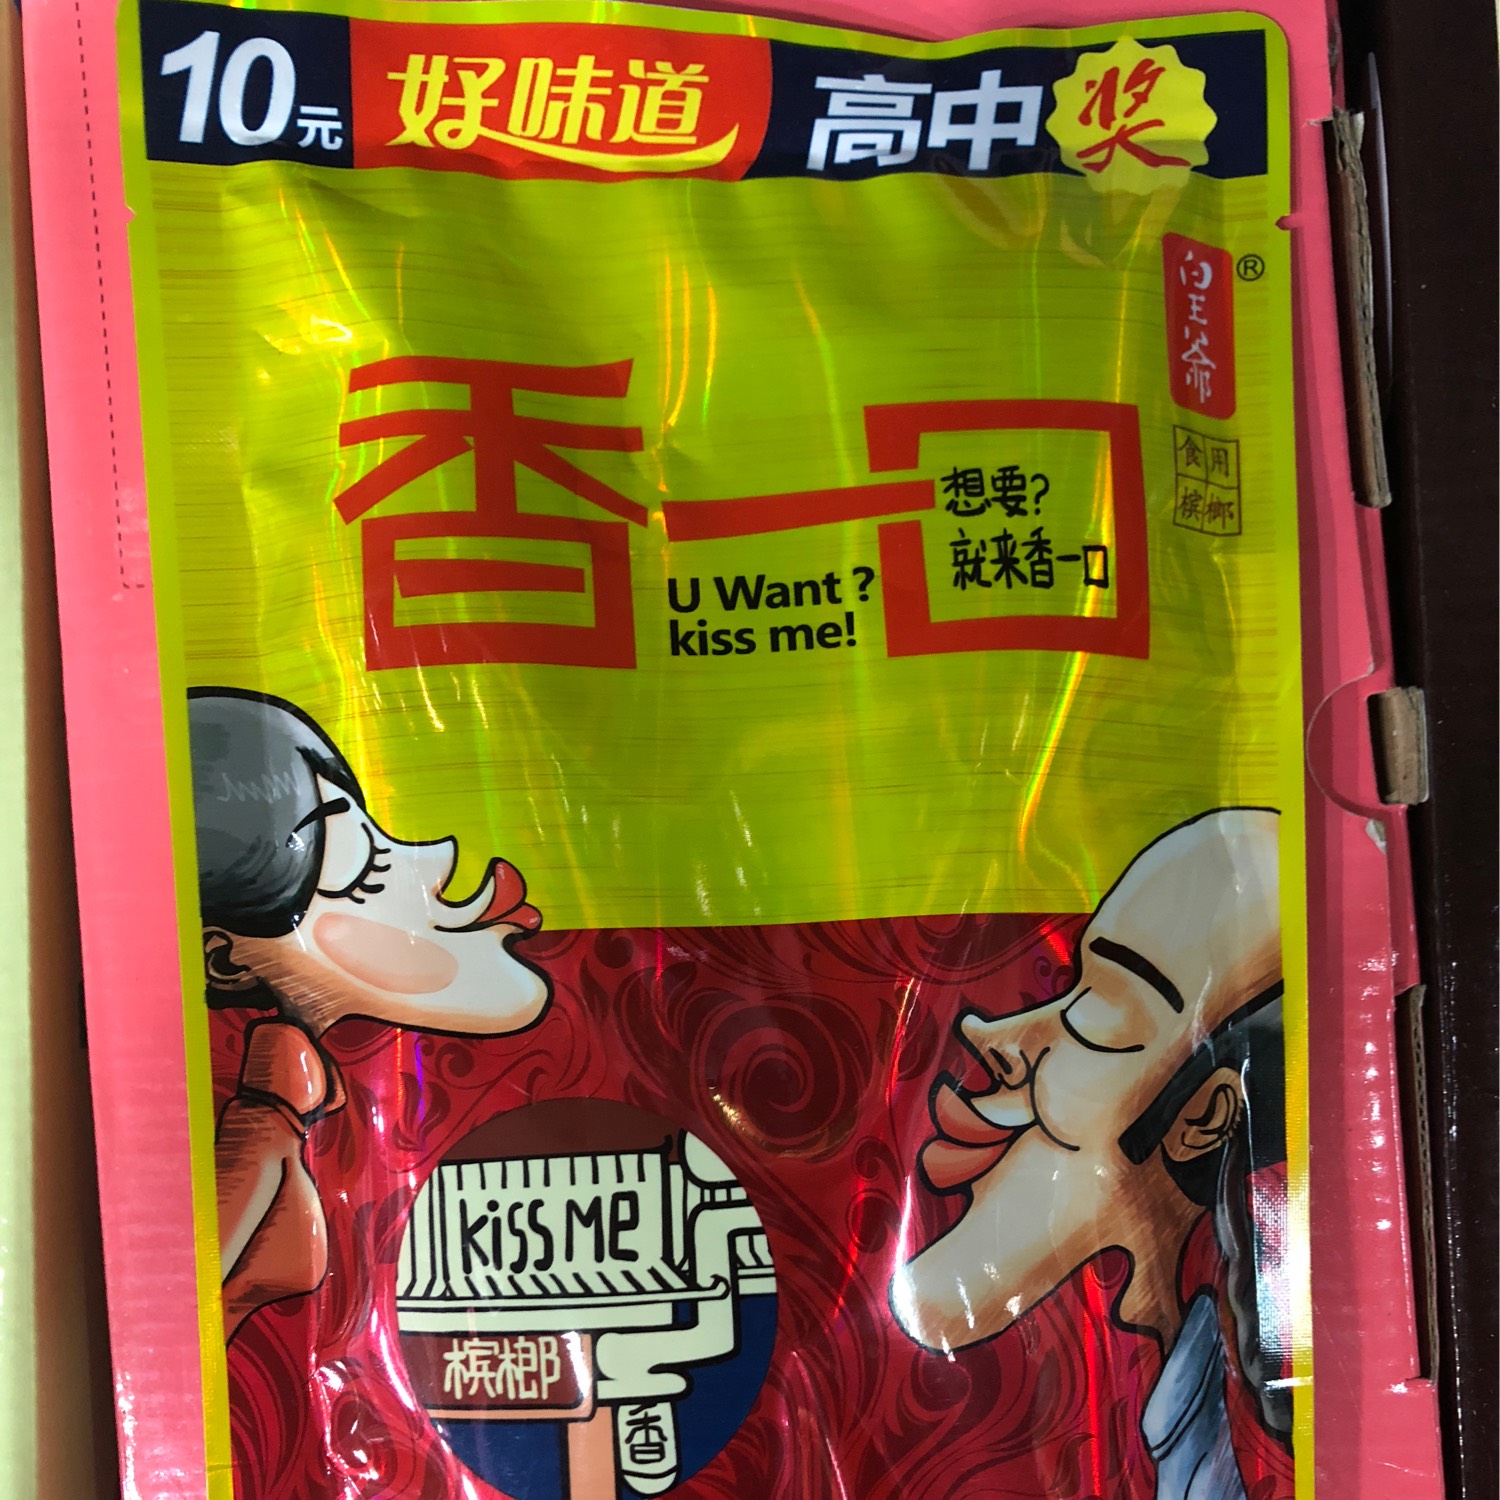 10元 好味道 高中奖
皇爷
®
食用
槟榔
香一口
想要?
就来香一口
U Want ?
kiss me!
kiss Me
槟榔
香